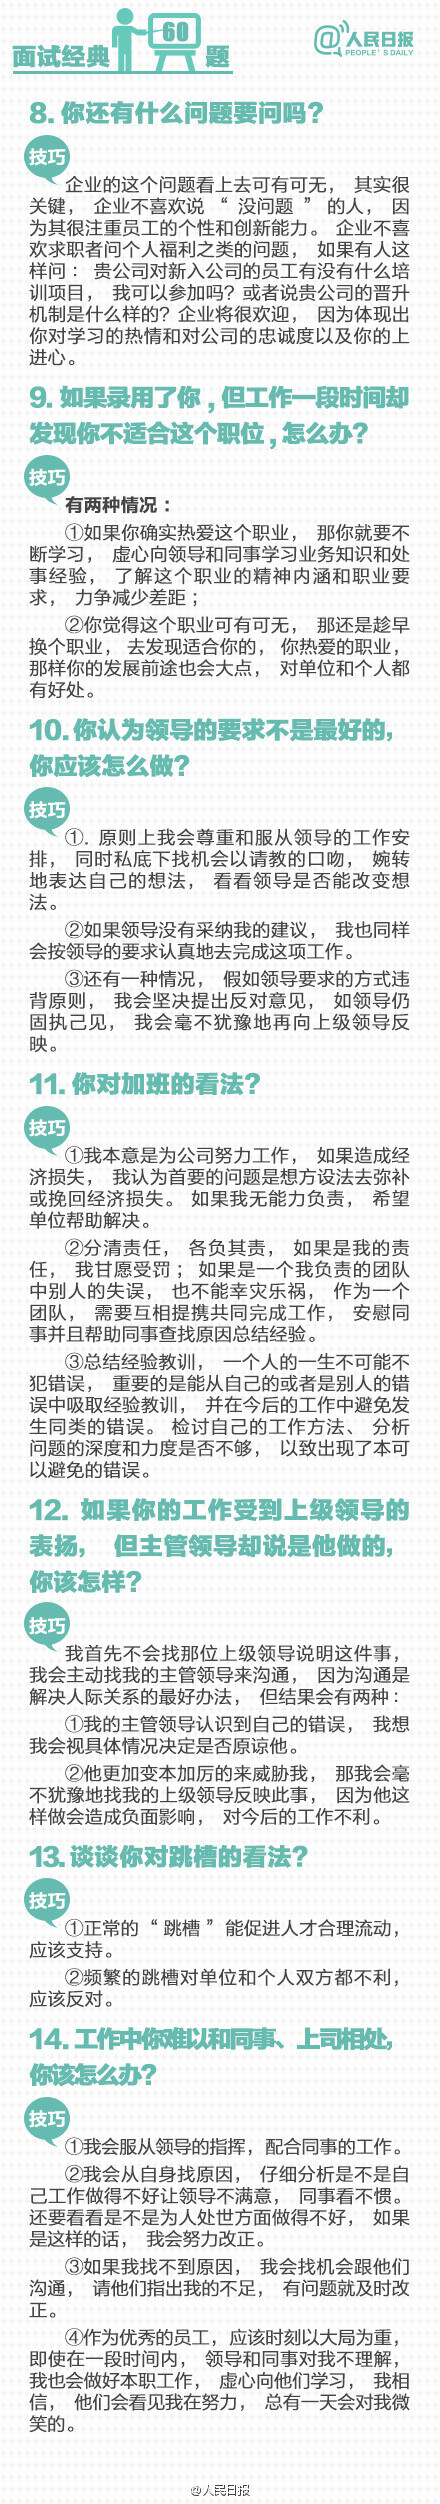 面试经典60题
@人民日报
PEOPLE'S DAILY
8. 你还有什么问题要问吗?
技巧
企业的这个问题看上去可有可无， 其实很
关键， 企业不喜欢说 “ 没问题 ” 的人， 因
为其很注重员工的个性和创新能力。 企业不喜
欢求职者问个人福利之类的问题， 如果有人这
样问： 贵公司对新入公司的员工有没有什么培
训项目， 我可以参加吗? 或者说贵公司的晋升
机制是什么样的? 企业将很欢迎， 因为体现出
你对学习的热情和对公司的忠诚度以及你的上
进心。
9. 如果录用了你，但工作一段时间却
发现你不适合这个职位，怎么办?
技巧
有两种情况：
①如果你确实热爱这个职业， 那你就要不
断学习， 虚心向领导和同事学习业务知识和处
事经验， 了解这个职业的精神内涵和职业要
求， 力争减少差距；
②你觉得这个职业可有可无， 那还是趁早
换个职业， 去发现适合你的， 你热爱的职业，
那样你的发展前途也会大点， 对单位和个人都
有好处。
10. 你认为领导的要求不是最好的，
你应该怎么做?
技巧
①. 原则上我会尊重和服从领导的工作安
排， 同时私底下找机会以请教的口吻， 婉转
地表达自己的想法， 看看领导是否能改变想
法。
②如果领导没有采纳我的建议， 我也同样
会按领导的要求认真地去完成这项工作。
③还有一种情况， 假如领导要求的方式违
背原则， 我会坚决提出反对意见， 如领导仍
固执己见， 我会毫不犹豫地再向上级领导反
映。
11. 你对加班的看法?
技巧
①我本意是为公司努力工作， 如果造成经
济损失， 我认为首要的问题是想方设法去弥补
或挽回经济损失。 如果我无能力负责， 希望
单位帮助解决。
②分清责任， 各负其责， 如果是我的责
任， 我甘愿受罚； 如果是一个我负责的团队
中别人的失误， 也不能幸灾乐祸， 作为一个
团队， 需要互相提携共同完成工作， 安慰同
事并且帮助同事查找原因总结经验。
③总结经验教训， 一个人的一生不可能不
犯错误， 重要的是能从自己的或者是别人的错
误中吸取经验教训， 并在今后的工作中避免发
生同类的错误。 检讨自己的工作方法、 分析
问题的深度和力度是否不够， 以致出现了本可
以避免的错误。
12. 如果你的工作受到上级领导的
表扬， 但主管领导却说是他做的，
你该怎样?
技巧
我首先不会找那位上级领导说明这件事，
我会主动找我的主管领导来沟通， 因为沟通是
解决人际关系的最好办法， 但结果会有两种：
①我的主管领导认识到自己的错误， 我想
我会视具体情况决定是否原谅他。
②他更加变本加厉的来威胁我， 那我会毫
不犹豫地找我的上级领导反映此事， 因为他这
样做会造成负面影响， 对今后的工作不利。
13. 谈谈你对跳槽的看法?
技巧
①正常的 “ 跳槽 ” 能促进人才合理流动，
应该支持。
②频繁的跳槽对单位和个人双方都不利，
应该反对。
14. 工作中你难以和同事、上司相处，
你该怎么办?
技巧
①我会服从领导的指挥，配合同事的工作。
②我会从自身找原因， 仔细分析是不是自
己工作做得不好让领导不满意， 同事看不惯。
还要看看是不是为人处世方面做得不好， 如果
是这样的话， 我会努力改正。
③如果我找不到原因， 我会找机会跟他们
沟通， 请他们指出我的不足， 有问题就及时改
正。
④作为优秀的员工，应该时刻以大局为重，
即使在一段时间内， 领导和同事对我不理解，
我也会做好本职工作， 虚心向他们学习， 我相
信， 他们会看见我在努力， 总有一天会对我微
笑的。
@人民日报